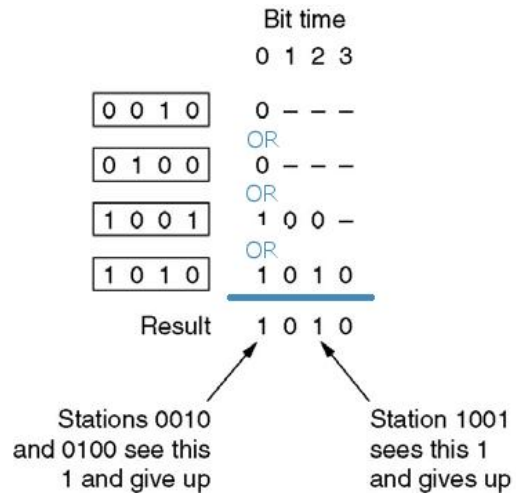 Bit time
0 1 2 3
0 0 1 0 0 – – –
OR
0 1 0 0 0 – – –
OR
1 0 0 1 1 0 0 –
OR
1 0 1 0 1 0 1 0
Result 1 0 1 0
Stations 0010
and 0100 see this
1 and give up
Station 1001
sees this 1
and gives up